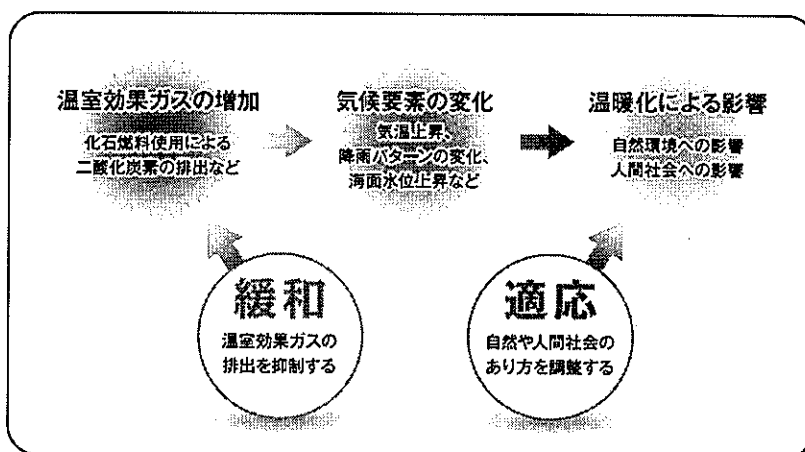 温室効果ガスの増加
化石燃料使用による
二酸化炭素の排出など
気候要素の変化
気温上昇、
降雨パターンの変化、
海面水位上昇など
温暖化による影響
自然環境への影響
人間社会への影響
緩和
温室効果ガスの
排出を抑制する
適応
自然や人間社会の
あり方を調整する